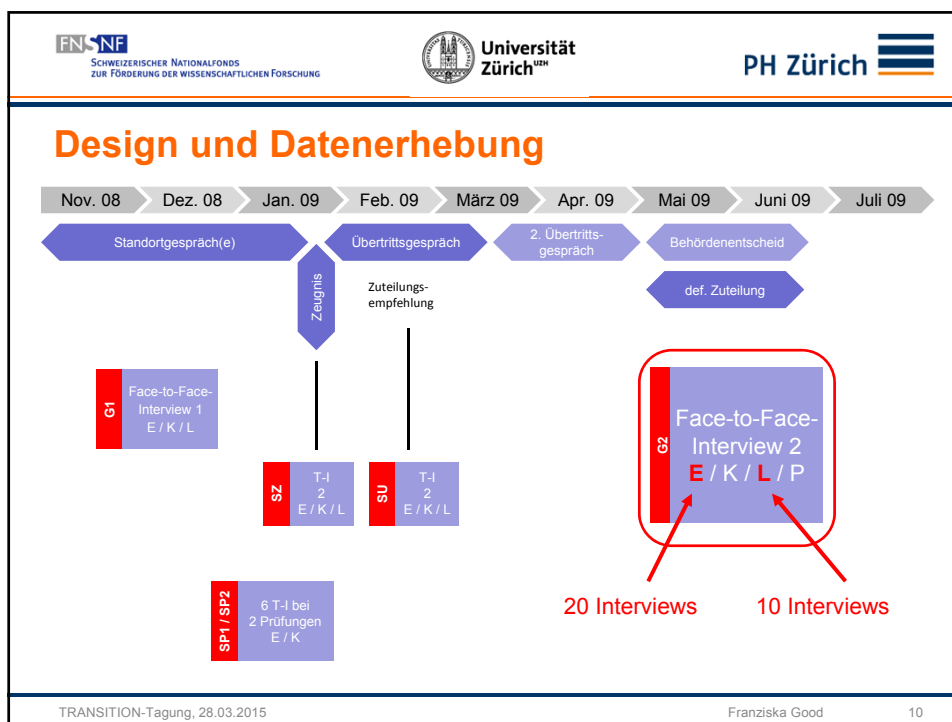 FNSNF
SCHWEIZERISCHER NATIONALFONDS
ZUR FÖRDERUNG DER WISSENSCHAFTLICHEN FORSCHUNG
Universität
Zürich UZH
PH Zürich
Design und Datenerhebung
Nov. 08 Dez. 08 Jan. 09 Feb. 09 März 09 Apr. 09 Mai 09 Juni 09 Juli 09
Standortgespräch(e)
Zeugnis
Übertrittsgespräch
2. Übertritts-
gespräch
Behördenentscheid
Zuteilungs-
empfehlung
def. Zuteilung
G1
Face-to-Face-
Interview 1
E / K / L
G2
Face-to-Face-
Interview 2
E / K / L / P
SZ
T-I
2
E / K / L
SU
T-I
2
E / K / L
SP1 / SP2
6 T-I bei
2 Prüfungen
E / K
20 Interviews
10 Interviews
TRANSITION-Tagung, 28.03.2015
Franziska Good
10